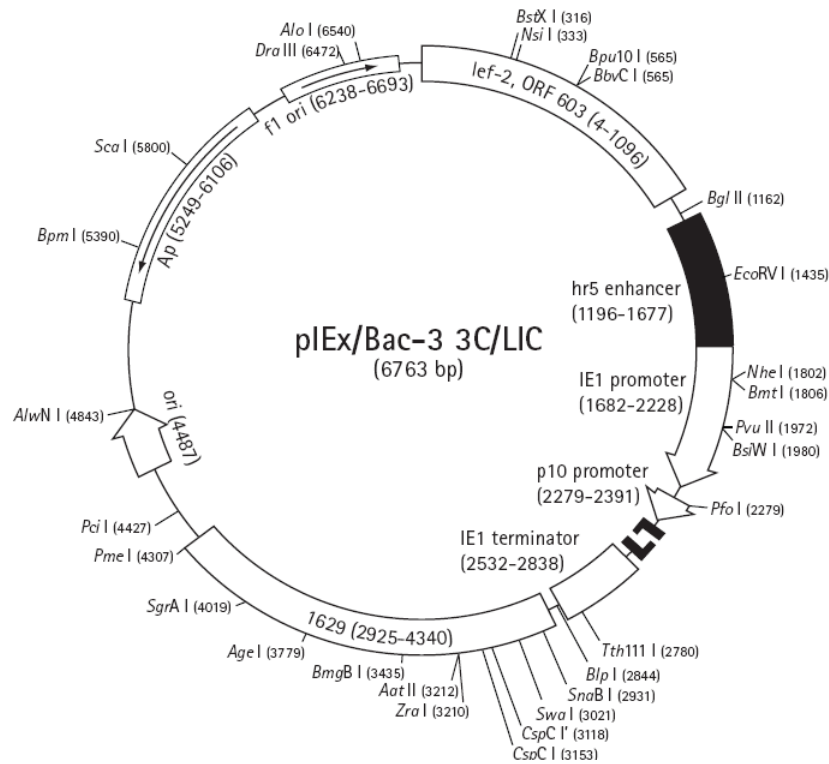 pIEx/Bac-3 3C/LIC
(6763 bp)
BstX I (316)
Nsi I (333)
Bpu10 I (565)
BbvC I (565)
lef-2, ORF 603 (4-1096)
Bgl II (1162)
EcoRV I (1435)
hr5 enhancer
(1196-1677)
Nhe I (1802)
Bmt I (1806)
IE1 promoter
(1682-2228)
Pvu II (1972)
BsiW I (1980)
p10 promoter
(2279-2391)
Pfo I (2279)
IE1 terminator
(2532-2838)
Tth111 I (2780)
Blp I (2844)
SnaB I (2931)
Swa I (3021)
CspC I' (3118)
CspC I (3153)
Zra I (3210)
Aat II (3212)
BmgB I (3435)
1629 (2925-4340)
Age I (3779)
SgrA I (4019)
Pme I (4307)
Pci I (4427)
ori (4487)
AlwN I (4843)
Ap (5249-6106)
Bpm I (5390)
Sca I (5800)
f1 ori (6238-6693)
Dra III (6472)
Alo I (6540)